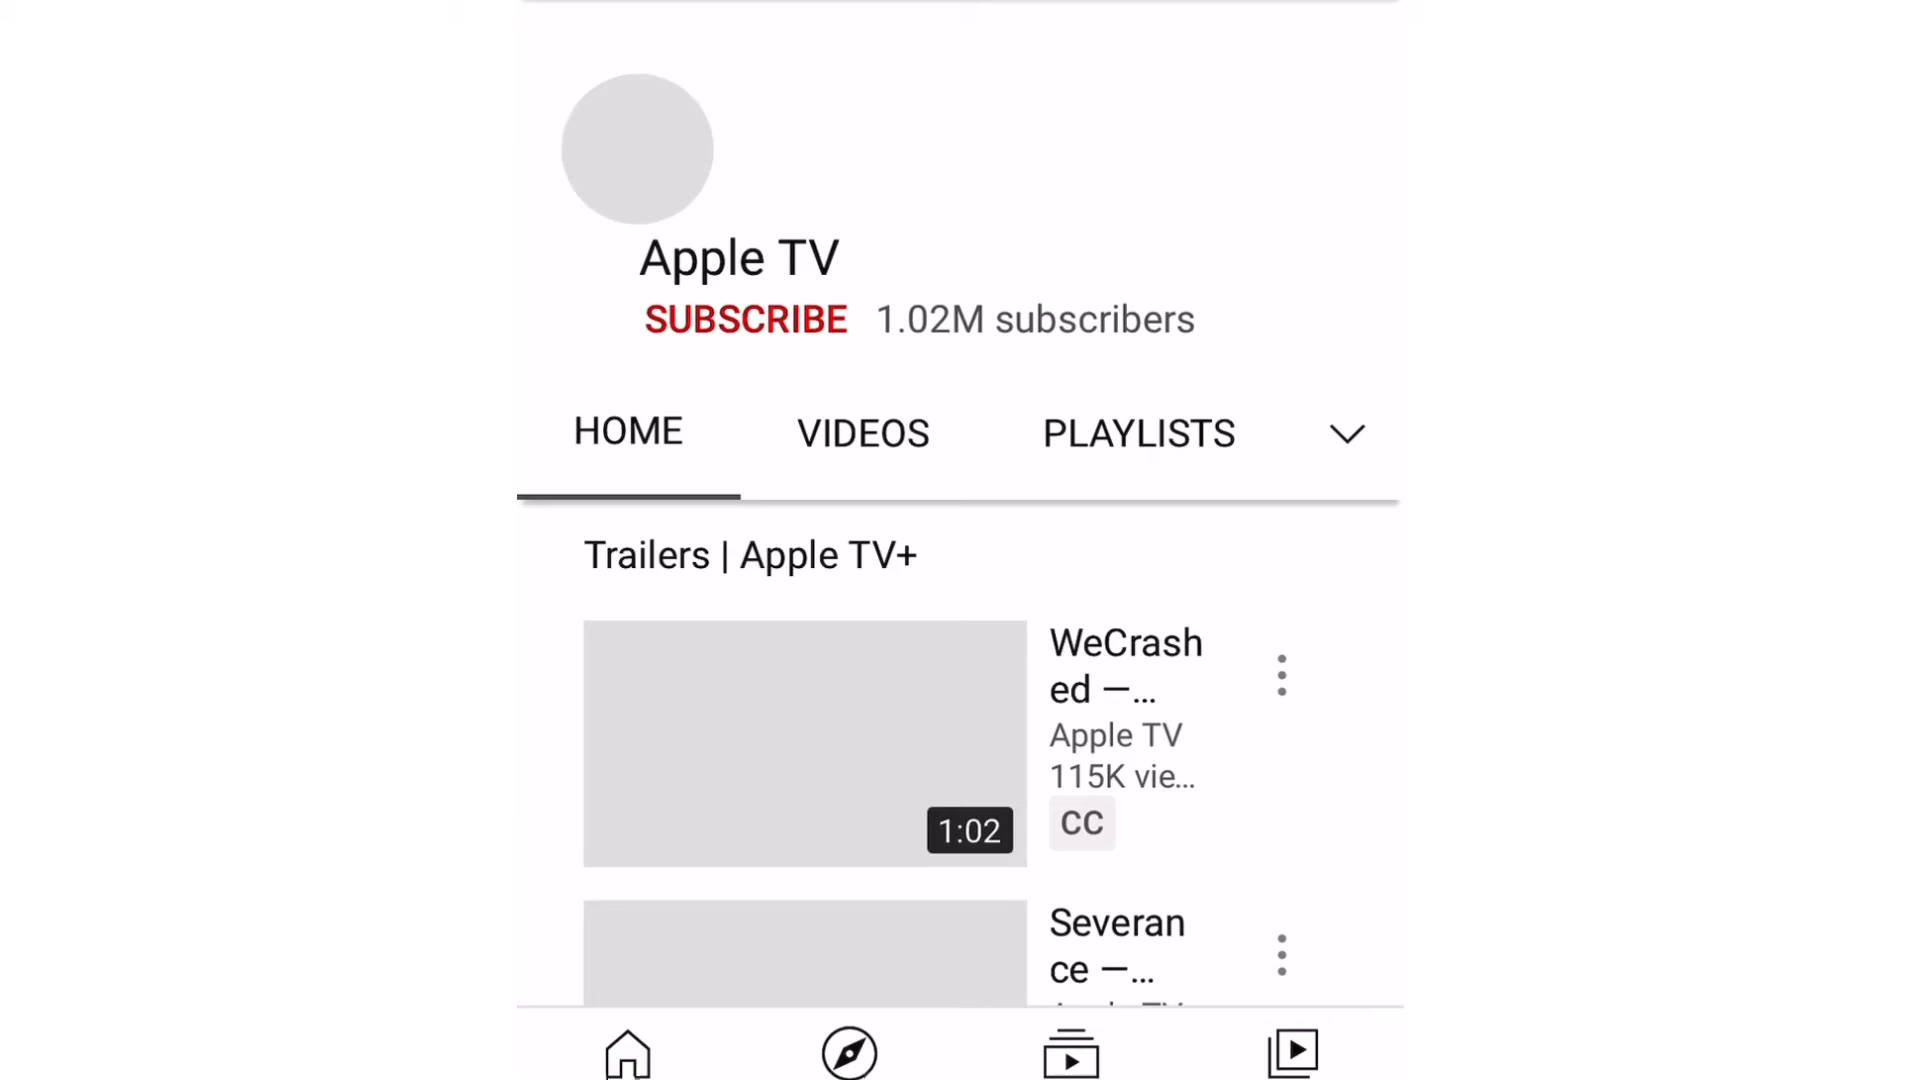 Apple TV
SUBSCRIBE 1.02M subscribers
HOME VIDEOS PLAYLISTS
Trailers | Apple TV+
WeCrash
ed —...
Apple TV
115K vie...
CC
1:02
Severan
ce —...